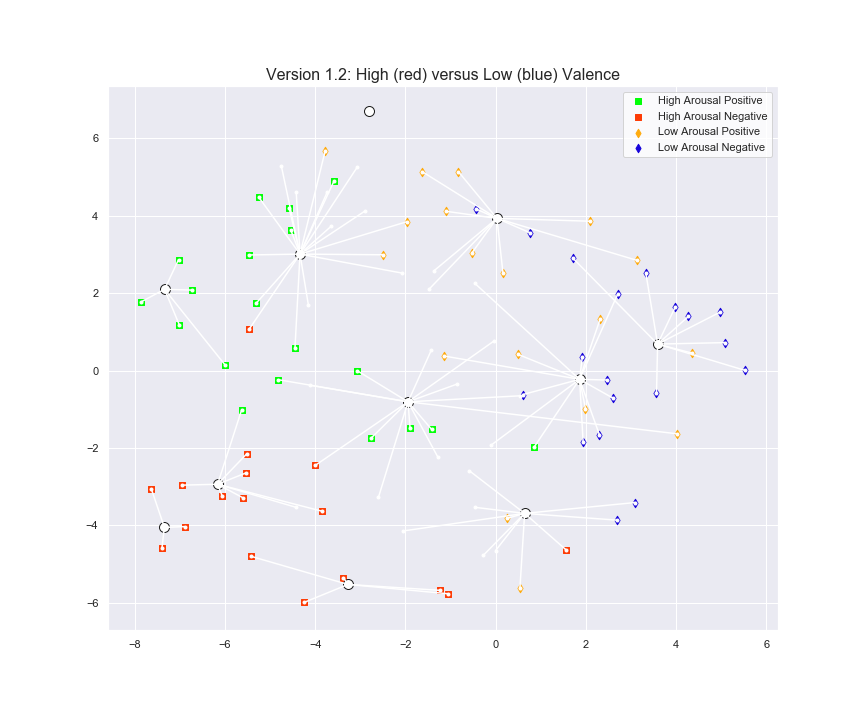 Version 1.2: High (red) versus Low (blue) Valence
High Arousal Positive
High Arousal Negative
Low Arousal Positive
Low Arousal Negative
6
4
2
0
−2
−4
−6
−8 −6 −4 −2 0 2 4 6